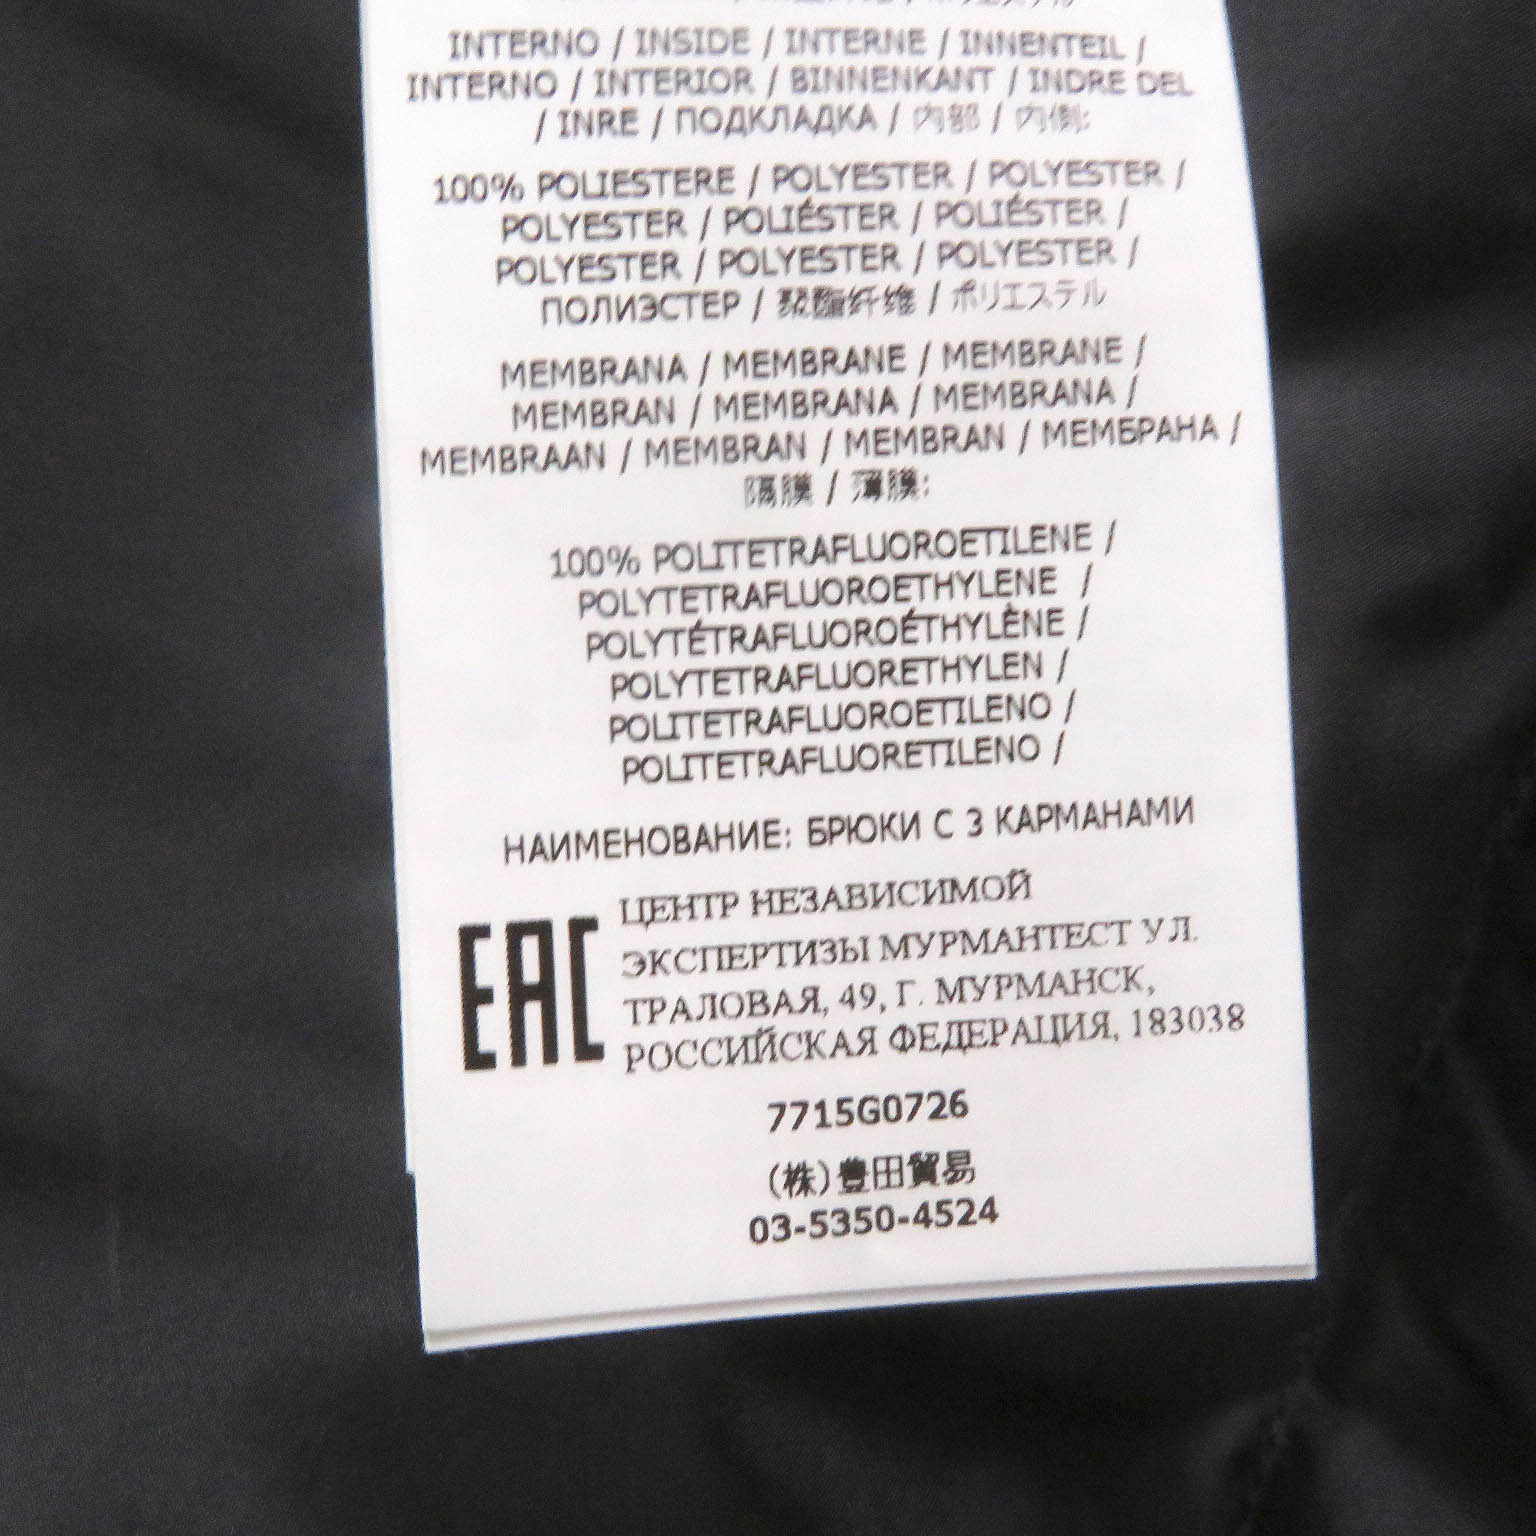 INTERNO / INSIDE / INTERNE / INNENTEIL /
INTERNO / INTERIOR / BINNENKANT / INDRE DEL
/ INRE / ПОДКЛАДКА / 内部 / 内側:
100% POLIESTERE / POLYESTER / POLYESTER /
POLYESTER / POLIÉSTER / POLIÉSTER /
POLYESTER / POLYESTER / POLYESTER /
ПОЛИЭСТЕР / 聚酯纤维 / ポリエステル
MEMBRANA / MEMBRANE / MEMBRANE /
MEMBRAN / MEMBRANA / MEMBRANA /
MEMBRAAN / MEMBRAN / MEMBRAN / МЕМБРАНА /
隔膜 / 薄膜:
100% POLITETRAFLUOROETILENE /
POLYTETRAFLUOROETHYLENE /
POLYTÉTRAFLUOROÉTHYLÈNE /
POLYTETRAFLUORETHYLEN /
POLITETRAFLUOROETILENO /
POLITETRAFLUORETILENO /
НАИМЕНОВАНИЕ: БРЮКИ С 3 КАРМАНАМИ
EAC ЦЕНТР НЕЗАВИСИМОЙ
ЭКСПЕРТИЗЫ МУРМАНТЕСТ УЛ.
ТРАЛОВАЯ, 49, Г. МУРМАНСК,
РОССИЙСКАЯ ФЕДЕРАЦИЯ, 183038
7715G0726
(株)豊田貿易
03-5350-4524